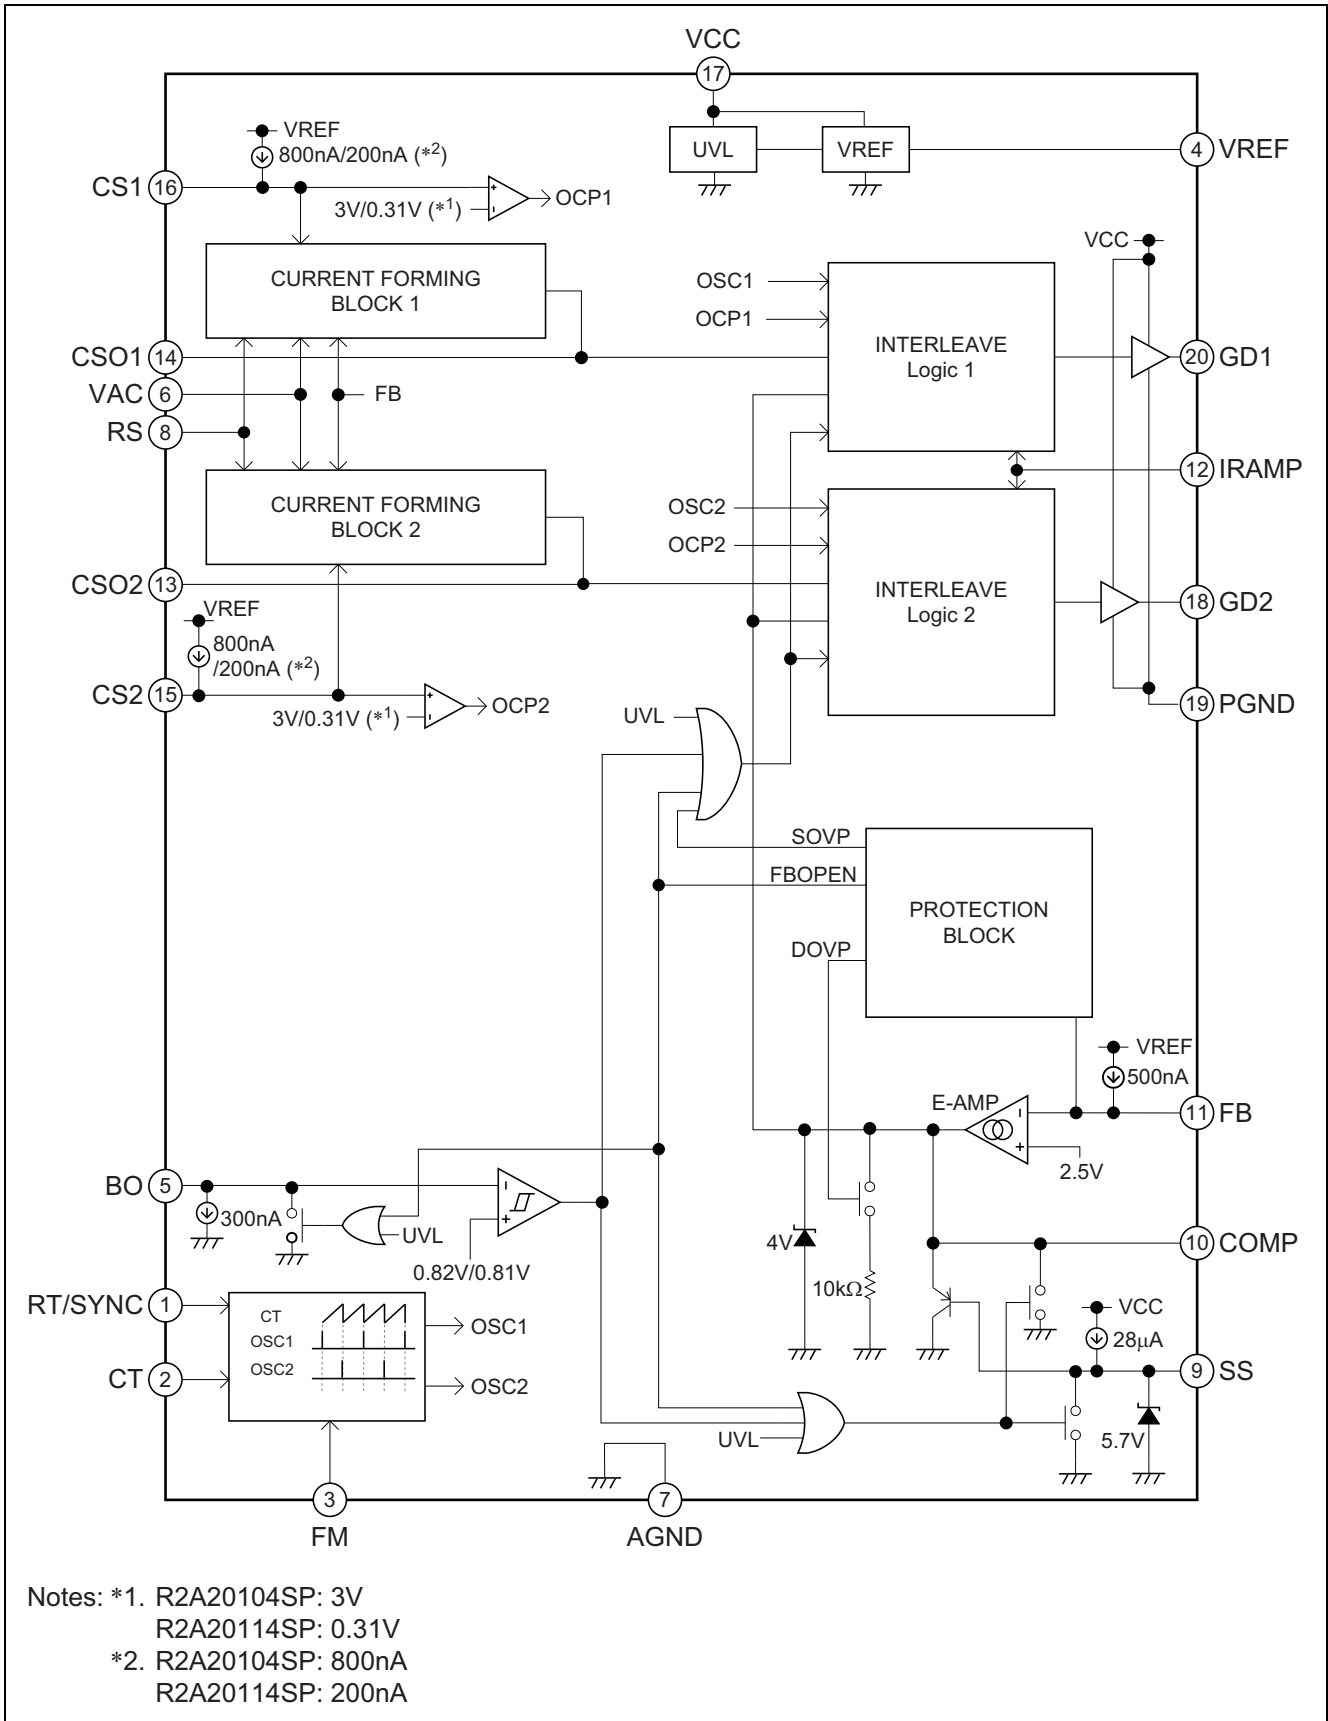 VCC
17
VREF
800nA/200nA (*2)
CS1 16
+
-
3V/0.31V (*1)
OCP1
UVL
VREF
4 VREF
CURRENT FORMING
BLOCK 1
VCC
OSC1
OCP1
INTERLEAVE
Logic 1
CSO1 14
20 GD1
VAC 6
FB
RS 8
12 IRAMP
CURRENT FORMING
BLOCK 2
OSC2
OCP2
INTERLEAVE
Logic 2
CSO2 13
18 GD2
VREF
800nA
/200nA (*2)
CS2 15
+
-
3V/0.31V (*1)
OCP2
19 PGND
UVL
SOVP
FBOPEN
DOVP
PROTECTION
BLOCK
VREF
500nA
E-AMP
-
+
11 FB
2.5V
BO 5
300nA
UVL
-
+
0.82V/0.81V
4V
10kΩ
10 COMP
RT/SYNC 1
CT
OSC1
OSC2
OSC1
OSC2
CT 2
VCC
28μA
9 SS
UVL
5.7V
3
FM
7
AGND
Notes: *1. R2A20104SP: 3V
R2A20114SP: 0.31V
*2. R2A20104SP: 800nA
R2A20114SP: 200nA